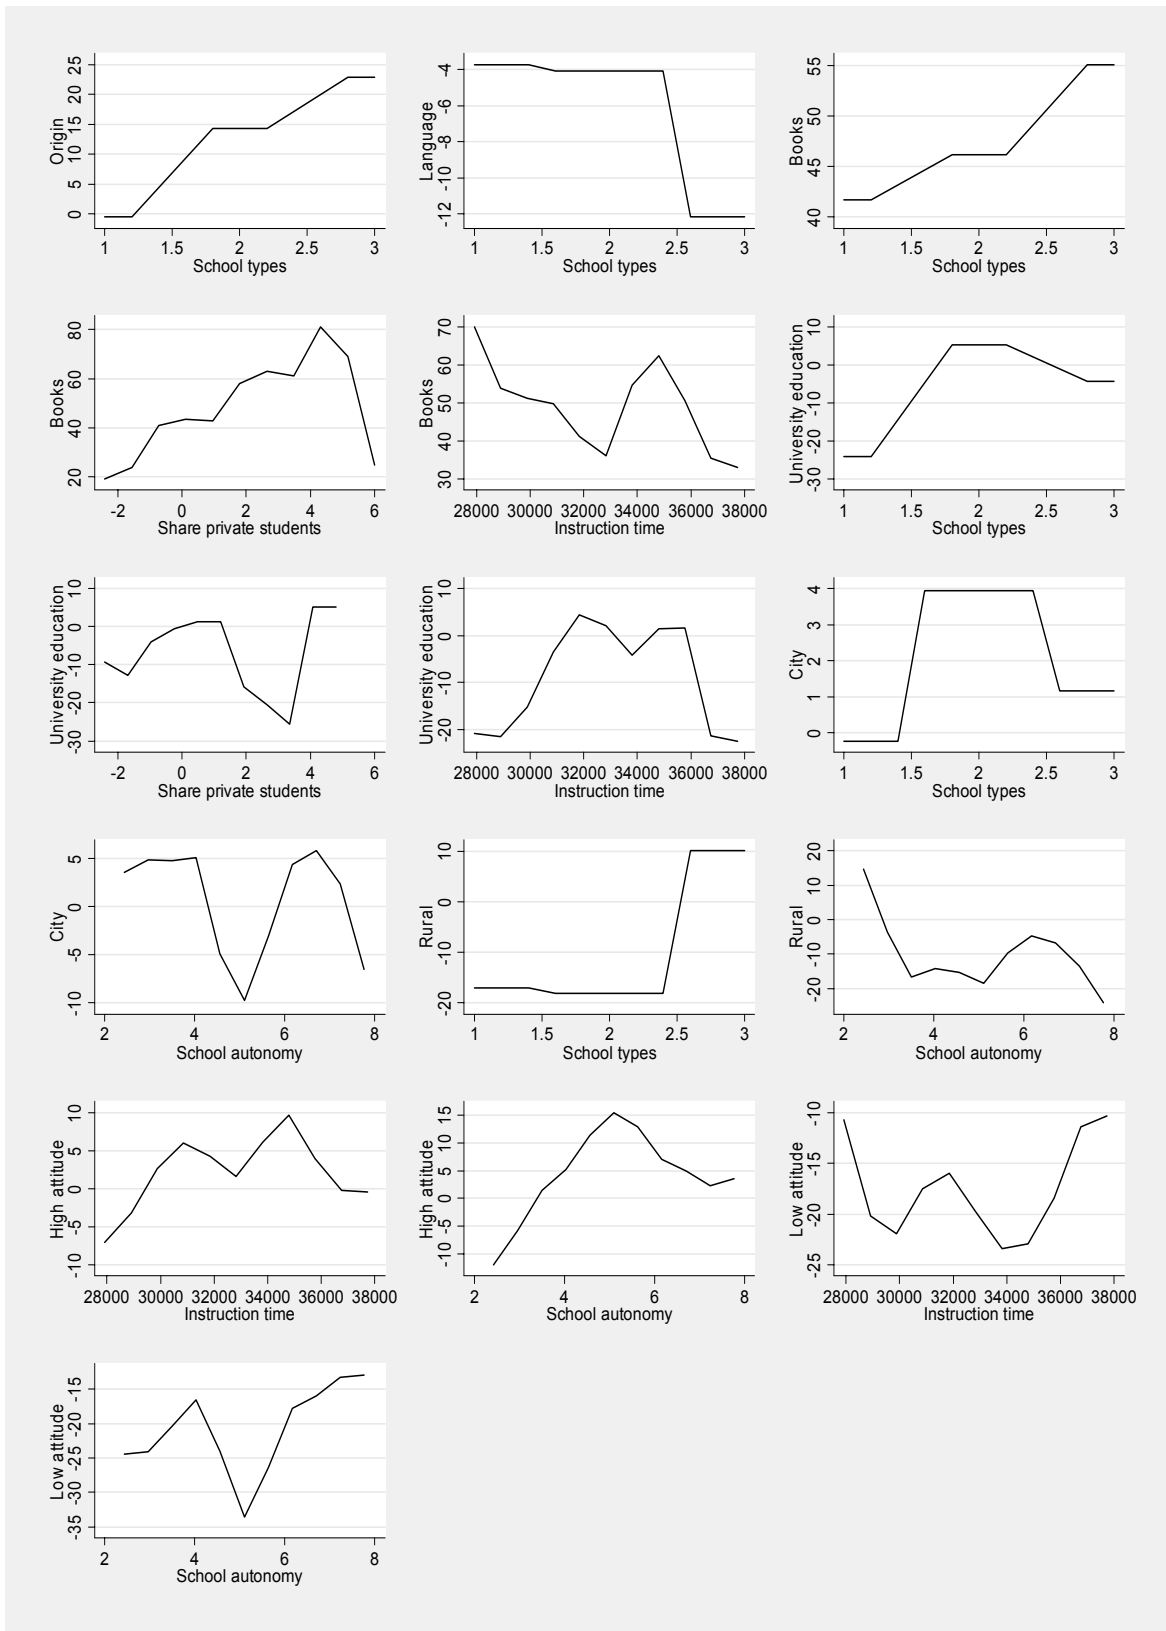 Origin
0 5 10 15 20 25
1 1.5 2 2.5 3
School types
Language
-12 -10 -8 -6 -4
1 1.5 2 2.5 3
School types
Books
40 45 50 55
1 1.5 2 2.5 3
School types
Books
20 40 60 80
-2 0 2 4 6
Share private students
Books
30 40 50 60 70
28000 30000 32000 34000 36000 38000
Instruction time
University education
-30 -20 -10 0 10
1 1.5 2 2.5 3
School types
University education
-30 -20 -10 0 10
-2 0 2 4 6
Share private students
University education
-20 -10 0 10
28000 30000 32000 34000 36000 38000
Instruction time
City
0 1 2 3 4
1 1.5 2 2.5 3
School types
City
-10 -5 0 5
2 4 6 8
School autonomy
Rural
-20 -10 0 10
1 1.5 2 2.5 3
School types
Rural
-20 -10 0 10 20
2 4 6 8
School autonomy
High attitude
-10 -5 0 5 10
28000 30000 32000 34000 36000 38000
Instruction time
High attitude
-10 -5 0 5 10 15
2 4 6 8
School autonomy
Low attitude
-25 -20 -15 -10
28000 30000 32000 34000 36000 38000
Instruction time
Low attitude
-35 -30 -25 -20 -15
2 4 6 8
School autonomy